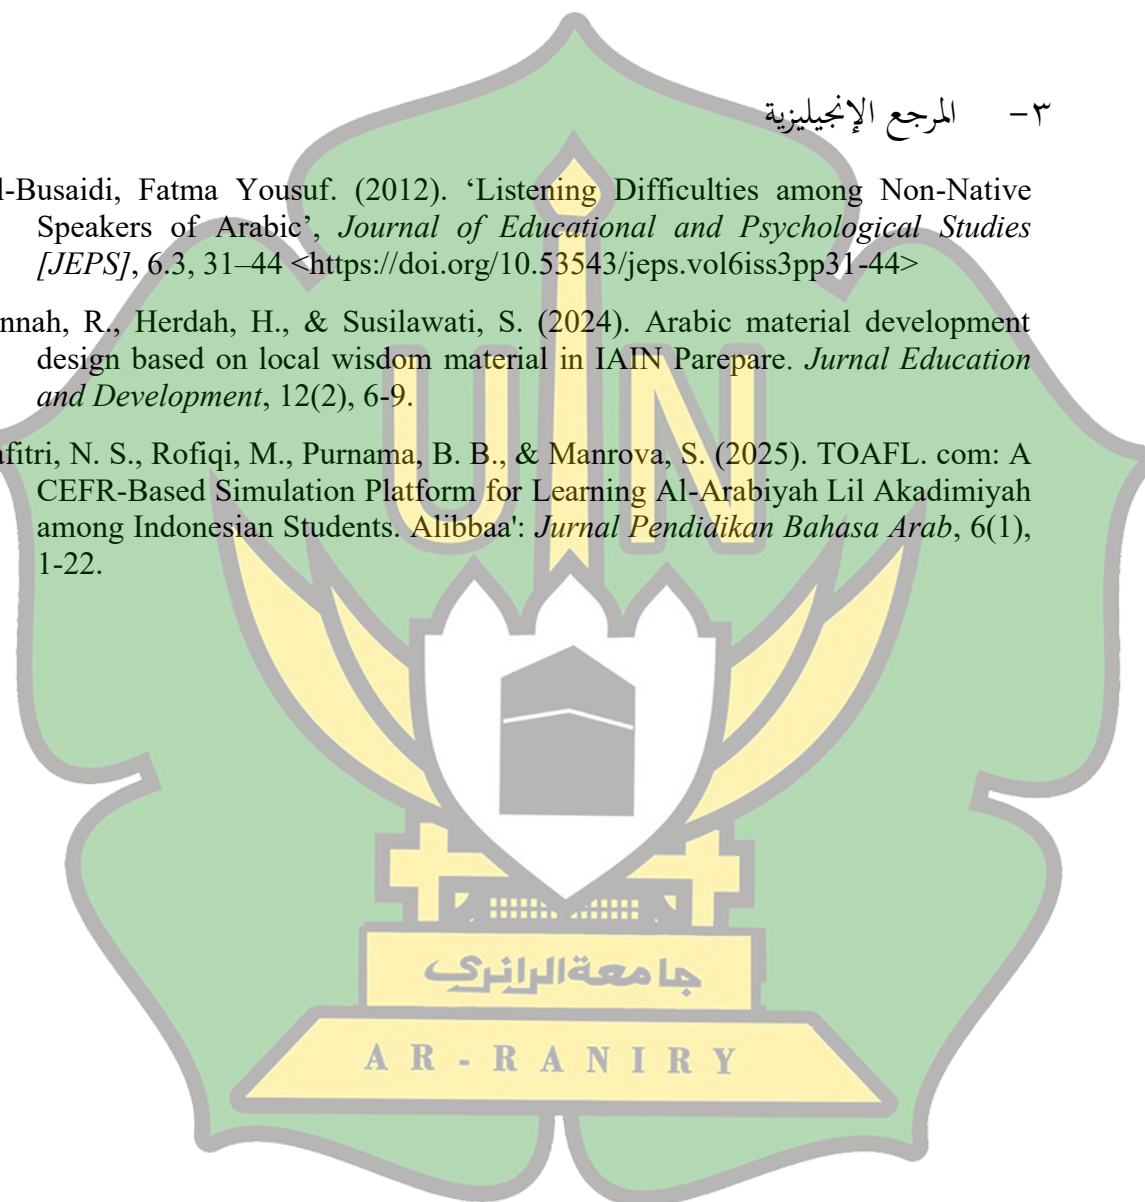 ٣- المرجع الإنجيليزية
l-Busaidi, Fatma Yousuf. (2012). ‘Listening Difficulties among Non-Native
Speakers of Arabic’, Journal of Educational and Psychological Studies
[JEPS], 6.3, 31–44 <https://doi.org/10.53543/jeps.vol6iss3pp31-44>
nnah, R., Herdah, H., & Susilawati, S. (2024). Arabic material development
design based on local wisdom material in IAIN Parepare. Jurnal Education
and Development, 12(2), 6-9.
afitri, N. S., Rofiqi, M., Purnama, B. B., & Manrova, S. (2025). TOAFL. com: A
CEFR-Based Simulation Platform for Learning Al-Arabiyah Lil Akadimiyah
among Indonesian Students. Alibbaa': Jurnal Pendidikan Bahasa Arab, 6(1),
1-22.
UIN
جامعة الرانري
AR-RANIRY